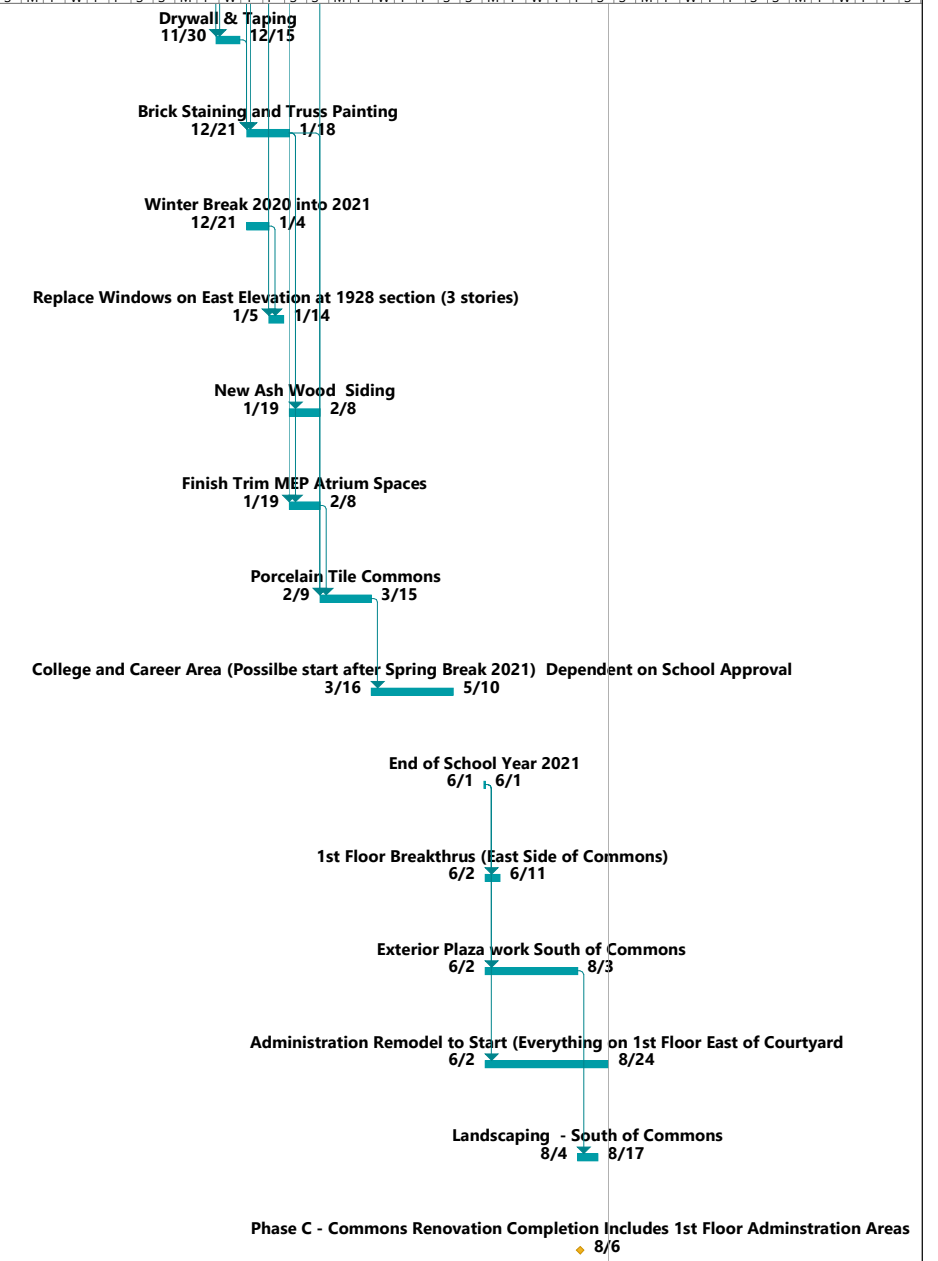 Drywall & Taping
11/30 12/15
Brick Staining and Truss Painting
12/21 1/18
Winter Break 2020 into 2021
12/21 1/4
Replace Windows on East Elevation at 1928 section (3 stories)
1/5 1/14
New Ash Wood  Siding
1/19 2/8
Finish Trim MEP Atrium Spaces
1/19 2/8
Porcelain Tile Commons
2/9 3/15
College and Career Area (Possilbe start after Spring Break 2021)  Dependent on School Approval
3/16 5/10
End of School Year 2021
6/1 6/1
1st Floor Breakthrus (East Side of Commons)
6/2 6/11
Exterior Plaza work South of Commons
6/2 8/3
Administration Remodel to Start (Everything on 1st Floor East of Courtyard
6/2 8/24
Landscaping  - South of Commons
8/4 8/17
Phase C - Commons Renovation Completion Includes 1st Floor Adminstration Areas
8/6